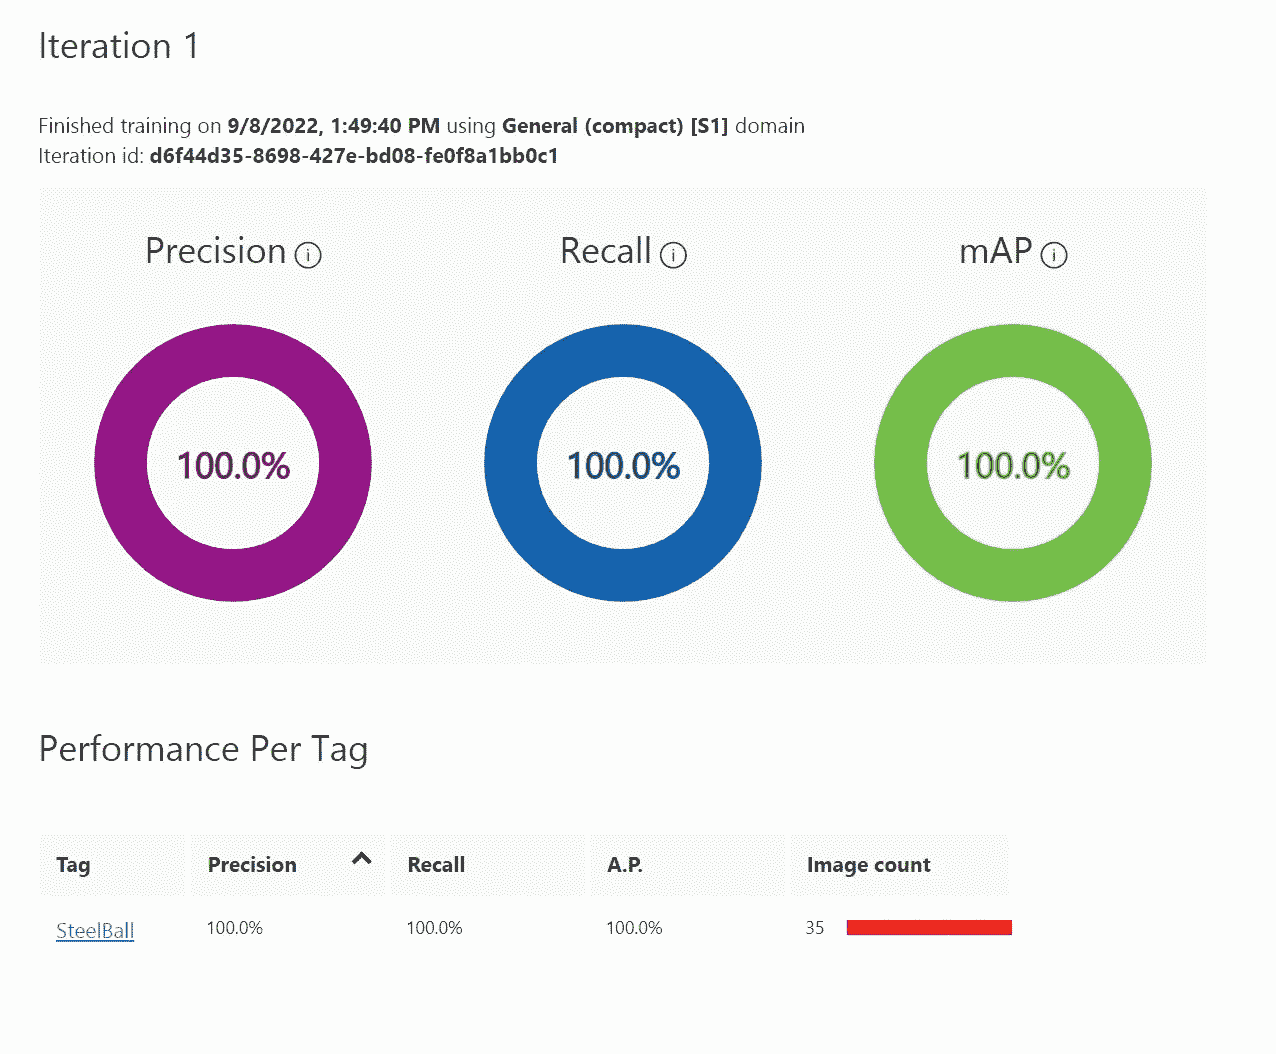 Iteration 1
Finished training on 9/8/2022, 1:49:40 PM using General (compact) [S1] domain
Iteration id: d6f44d35-8698-427e-bd08-fe0f8a1bb0c1
Precision i
Recall i
mAP i
100.0%
100.0%
100.0%
Performance Per Tag
Tag Precision Recall A.P. Image count
SteelBall 100.0% 100.0% 100.0% 35